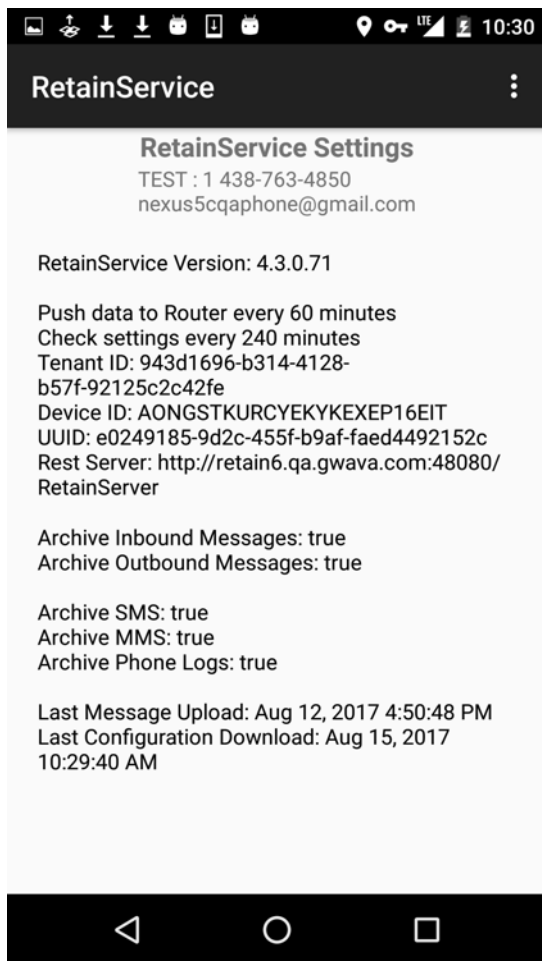 LTE 10:30
RetainService
RetainService Settings
TEST : 1 438-763-4850
nexus5cqaphone@gmail.com
RetainService Version: 4.3.0.71
Push data to Router every 60 minutes
Check settings every 240 minutes
Tenant ID: 943d1696-b314-4128-
b57f-92125c2c42fe
Device ID: AONGSTKURCYEKYKEXEP16EIT
UUID: e0249185-9d2c-455f-b9af-faed4492152c
Rest Server: http://retain6.qa.gwava.com:48080/
RetainServer
Archive Inbound Messages: true
Archive Outbound Messages: true
Archive SMS: true
Archive MMS: true
Archive Phone Logs: true
Last Message Upload: Aug 12, 2017 4:50:48 PM
Last Configuration Download: Aug 15, 2017
10:29:40 AM